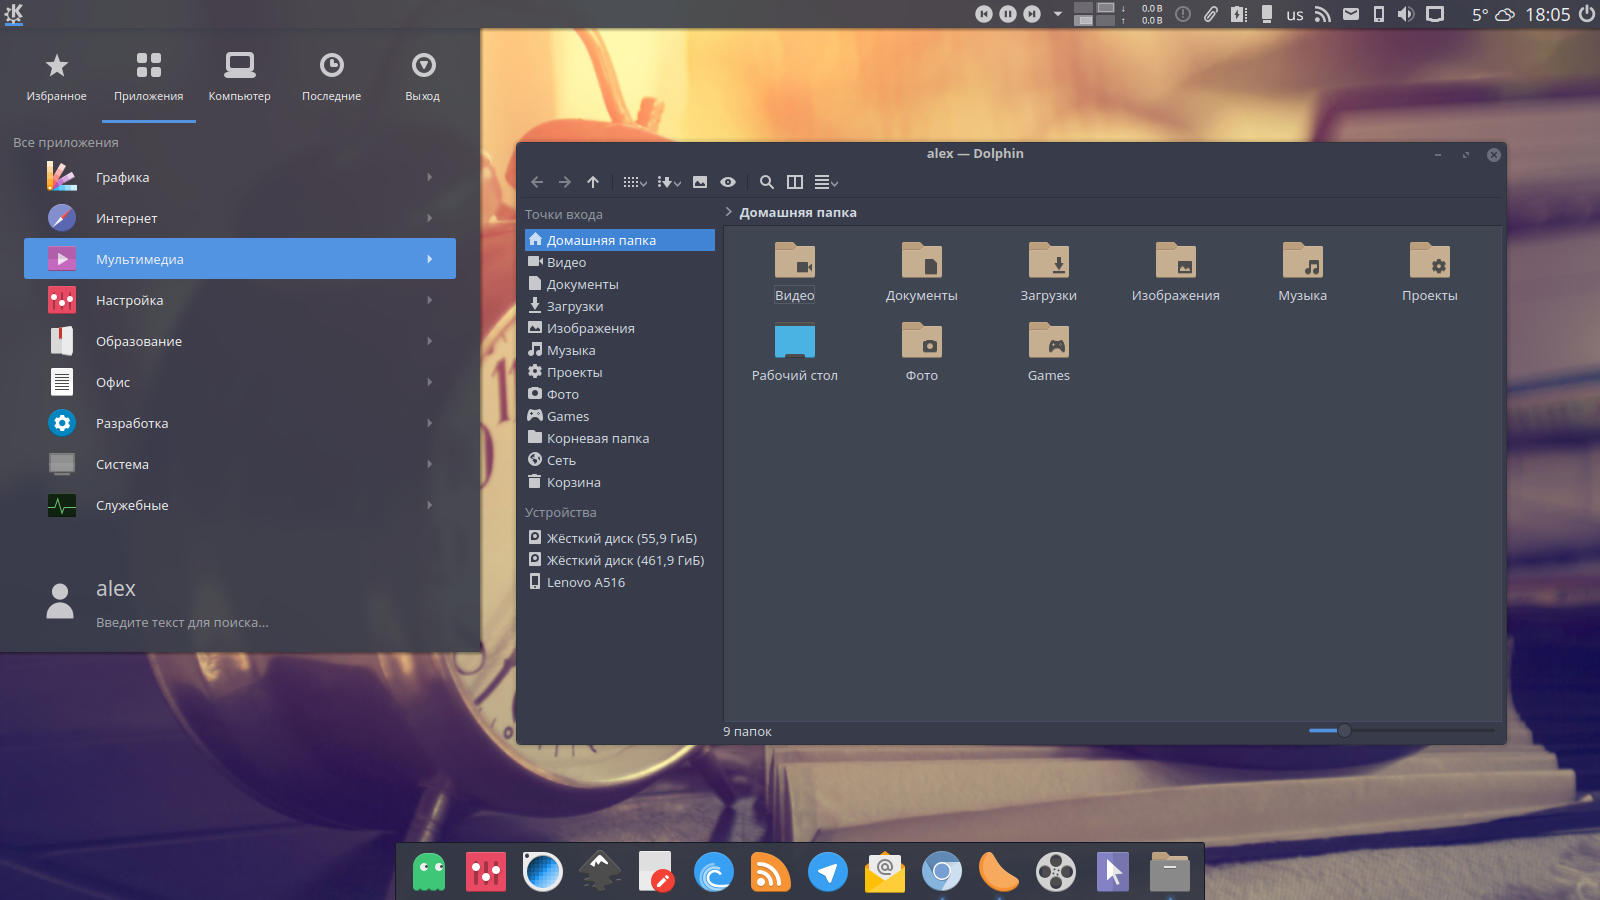 0.0 B
0.0 B
us
5°
18:05
Избранное
Приложения
Компьютер
Последние
Выход
Все приложения
Графика
Интернет
Мультимедиа
Настройка
Образование
Офис
Разработка
Система
Служебные
alex
Введите текст для поиска...
alex — Dolphin
Точки входа
Домашняя папка
Видео
Документы
Загрузки
Изображения
Музыка
Проекты
Фото
Games
Корневая папка
Сеть
Корзина
Устройства
Жёсткий диск (55,9 ГиБ)
Жёсткий диск (461,9 ГиБ)
Lenovo A516
Домашняя папка
Видео
Документы
Загрузки
Изображения
Музыка
Проекты
Рабочий стол
Фото
Games
9 папок